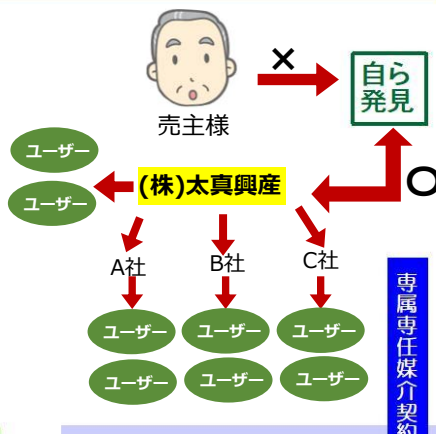 ×
自ら
発見
売主様
ユーザー
ユーザー
(株)太真興産
○
A社
B社
C社
ユーザー
ユーザー
ユーザー
ユーザー
ユーザー
ユーザー
専属専任媒介契約